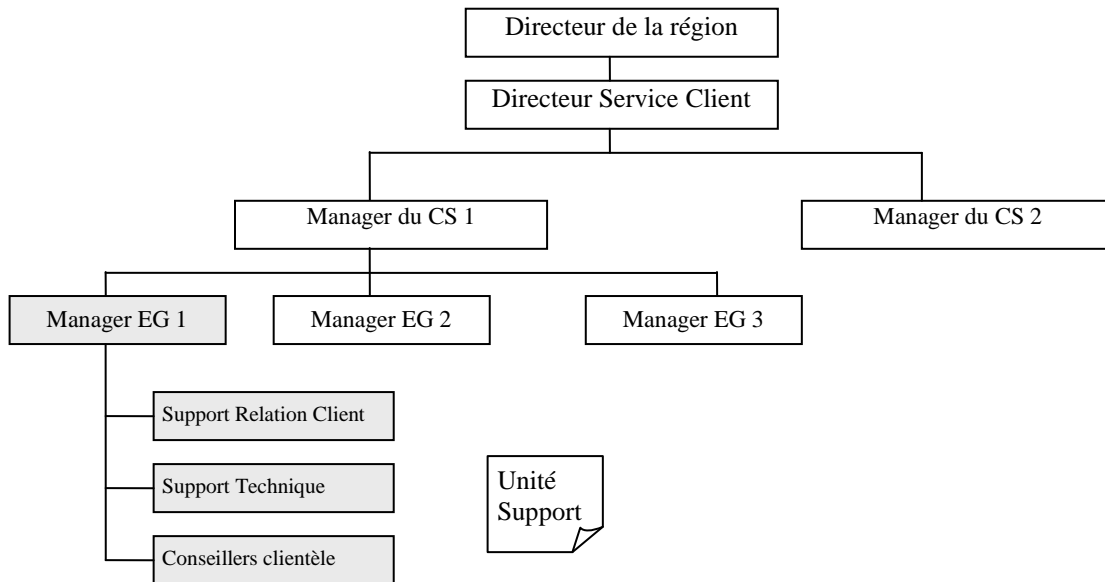 Directeur de la région
Directeur Service Client
Manager du CS 1
Manager du CS 2
Manager EG 1
Manager EG 2
Manager EG 3
Support Relation Client
Support Technique
Conseillers clientèle
Unité
Support